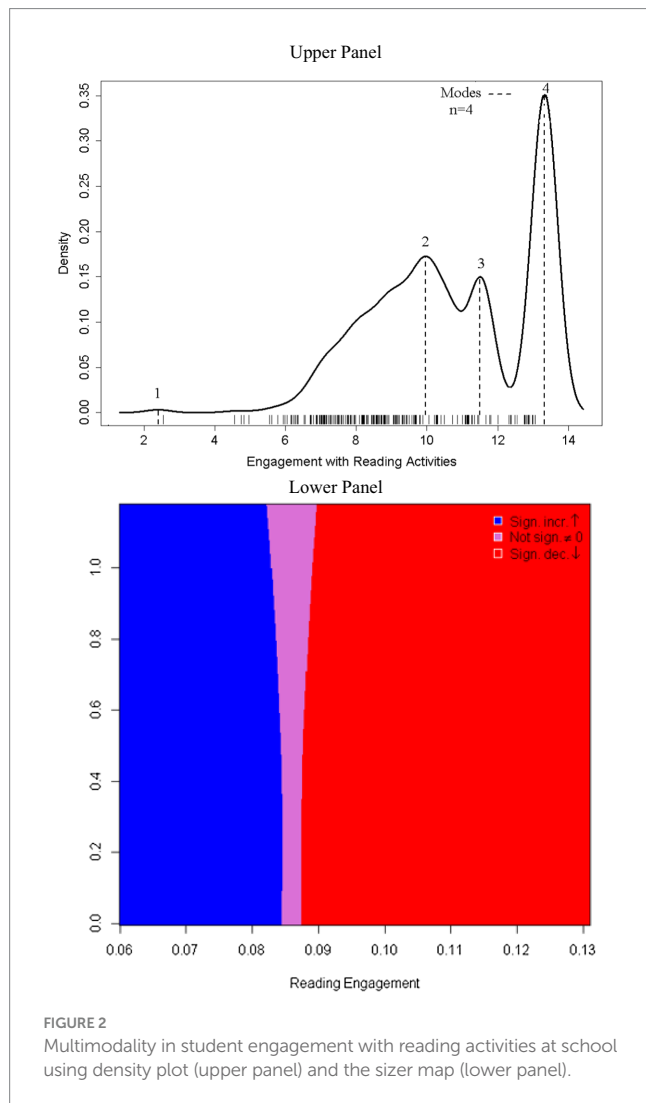 Upper Panel
Modes
n=4
1
2
3
4
0.35
0.30
0.25
0.20
0.15
0.10
0.05
0.00
Density
2 4 6 8 10 12 14
Engagement with Reading Activities
Lower Panel
Sign. incr.↑
Not sign. ≠ 0
Sign. dec.↓
1.0
0.8
0.6
0.4
0.2
0.0
0.06 0.07 0.08 0.09 0.10 0.11 0.12 0.13
Reading Engagement
FIGURE 2
Multimodality in student engagement with reading activities at school
using density plot (upper panel) and the sizer map (lower panel).